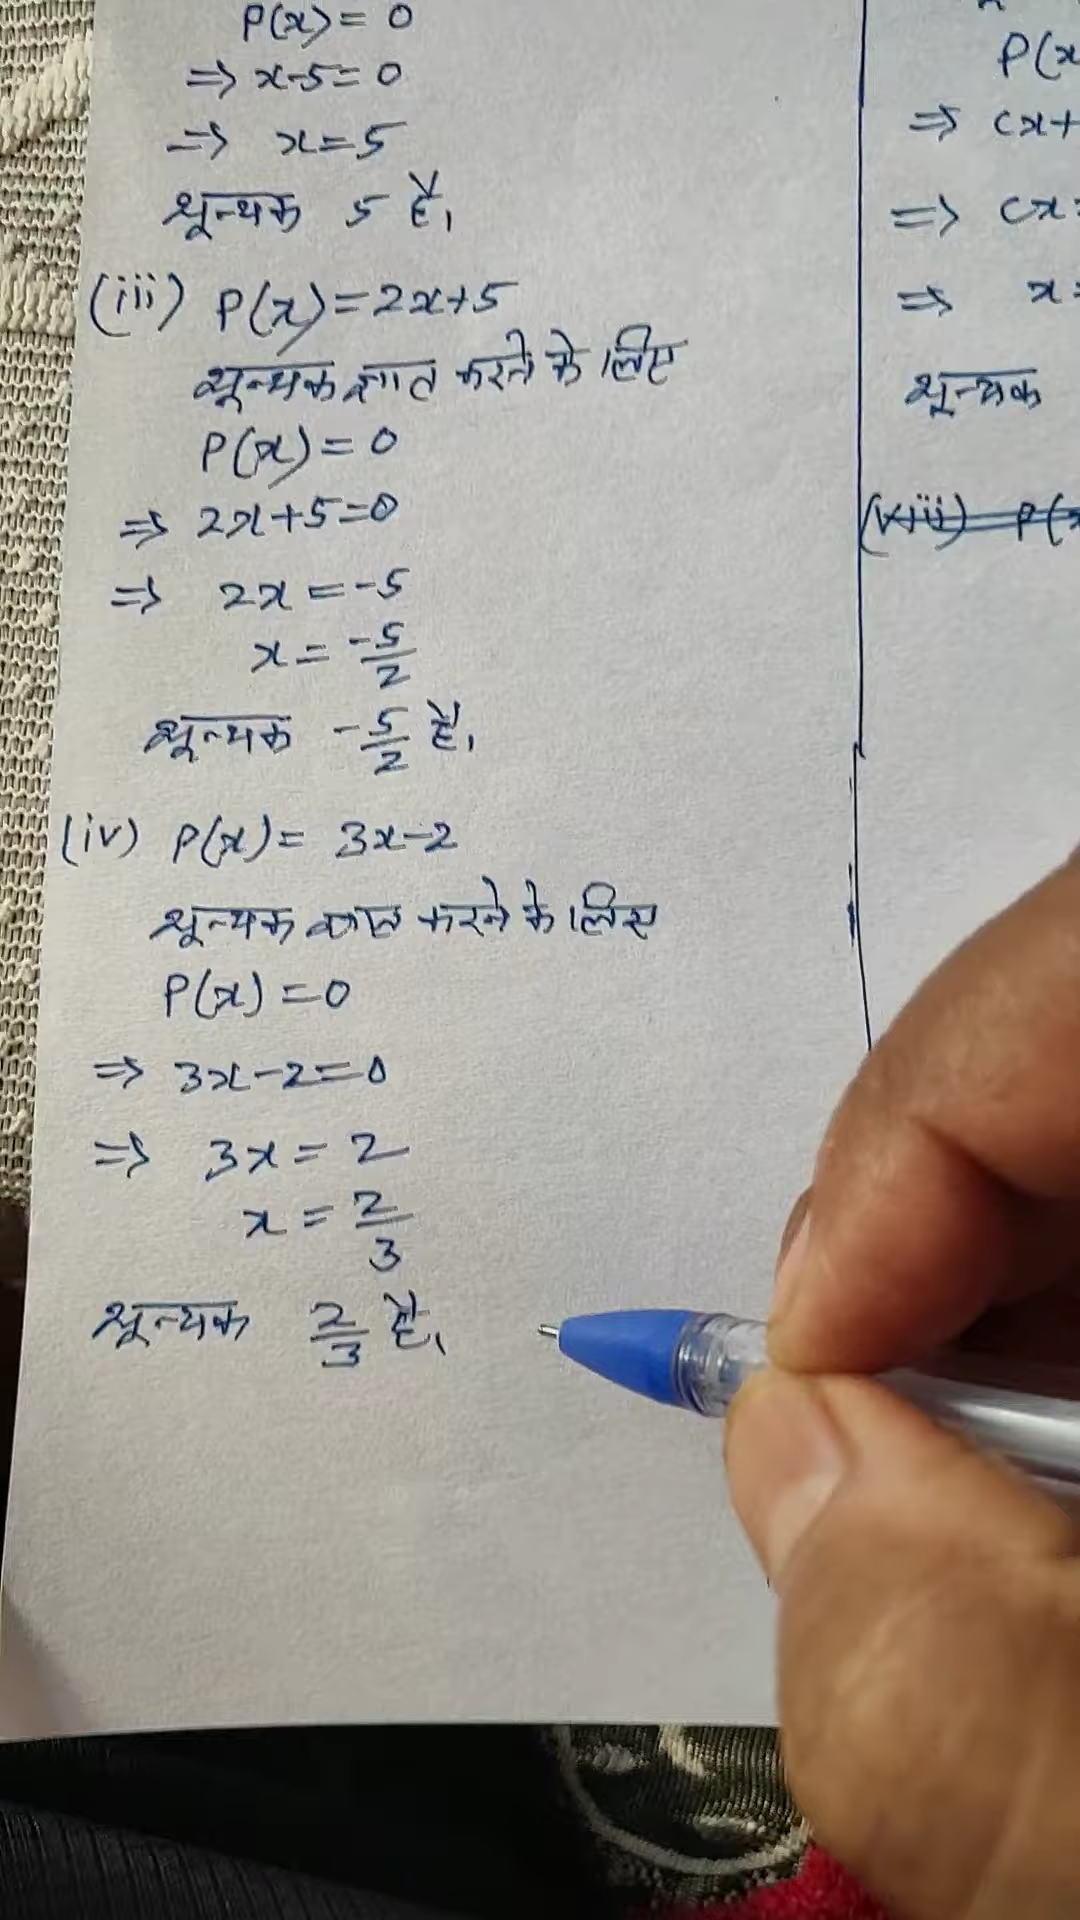 P(x) = 0
⇒ x-5 = 0
⇒ x = 5
शून्यक 5 है।
(iii) P(x) = 2x+5
शून्यक ज्ञात करने के लिए
P(x) = 0
⇒ 2x+5=0
⇒ 2x = -5
x = -5/2
शून्यक -5/2 है।
(iv) P(x) = 3x-2
शून्यक ज्ञात करने के लिए
P(x) = 0
⇒ 3x-2=0
⇒ 3x = 2
x = 2/3
शून्यक 2/3 है।
P(x
⇒ cx+
⇒ cx=
⇒ x=
शून्यक
(viii) P(x